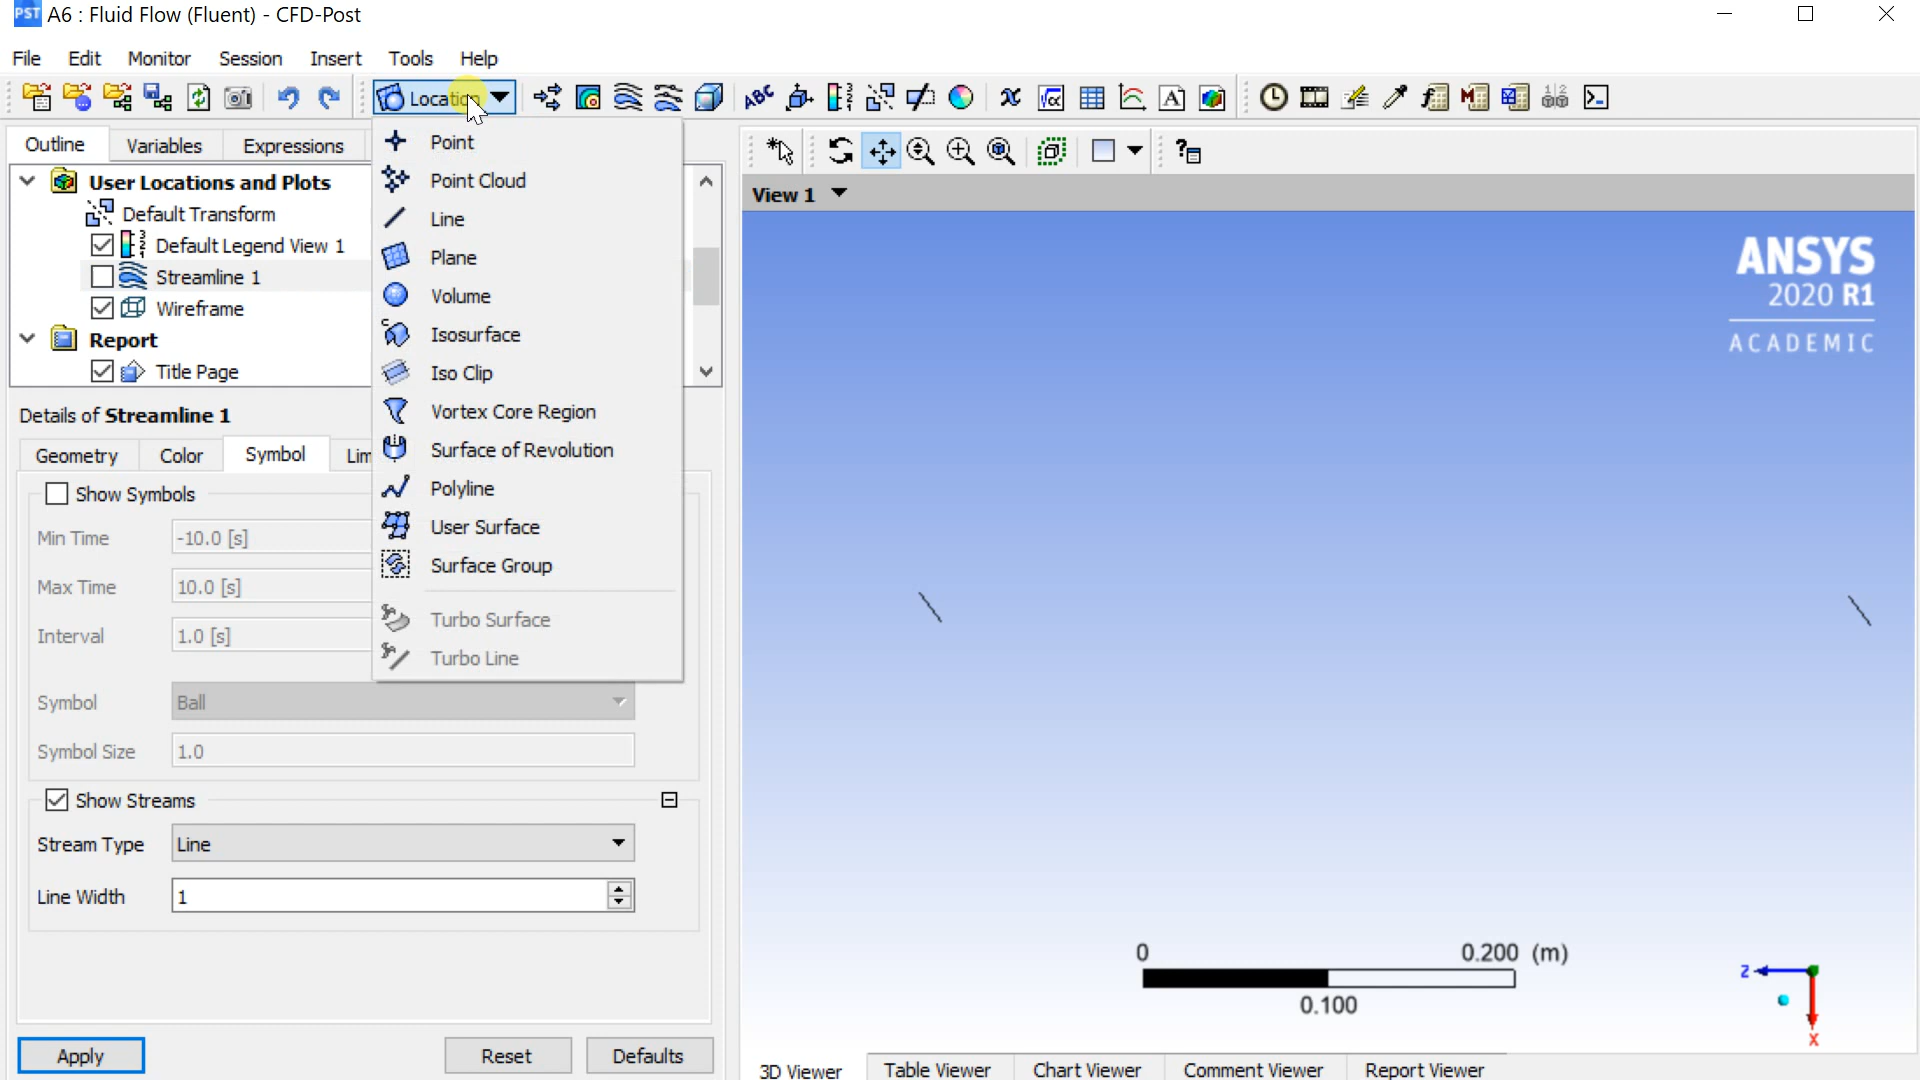 PST A6 : Fluid Flow (Fluent) - CFD-Post
File Edit Monitor Session Insert Tools Help
Location
Outline Variables Expressions
User Locations and Plots
Default Transform
Default Legend View 1
Streamline 1
Wireframe
Report
Title Page
Details of Streamline 1
Geometry Color Symbol
Show Symbols
Min Time -10.0 [s]
Max Time 10.0 [s]
Interval 1.0 [s]
Symbol Ball
Symbol Size 1.0
Show Streams
Stream Type Line
Line Width 1
Apply Reset Defaults
Point
Point Cloud
Line
Plane
Volume
Isosurface
Iso Clip
Vortex Core Region
Surface of Revolution
Polyline
User Surface
Surface Group
Turbo Surface
Turbo Line
View 1
ANSYS
2020 R1
ACADEMIC
0 0.200 (m)
0.100
Z
X
3D Viewer Table Viewer Chart Viewer Comment Viewer Report Viewer